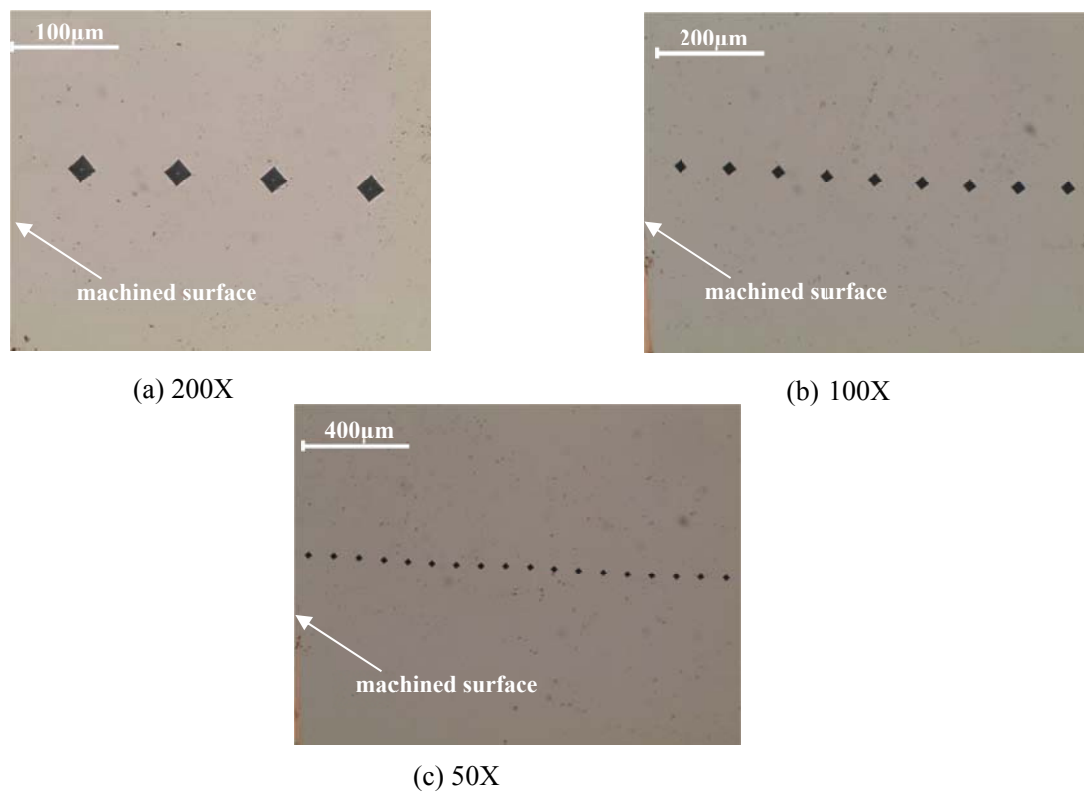 100µm
machined surface
(a) 200X
200µm
machined surface
(b) 100X
400µm
machined surface
(c) 50X